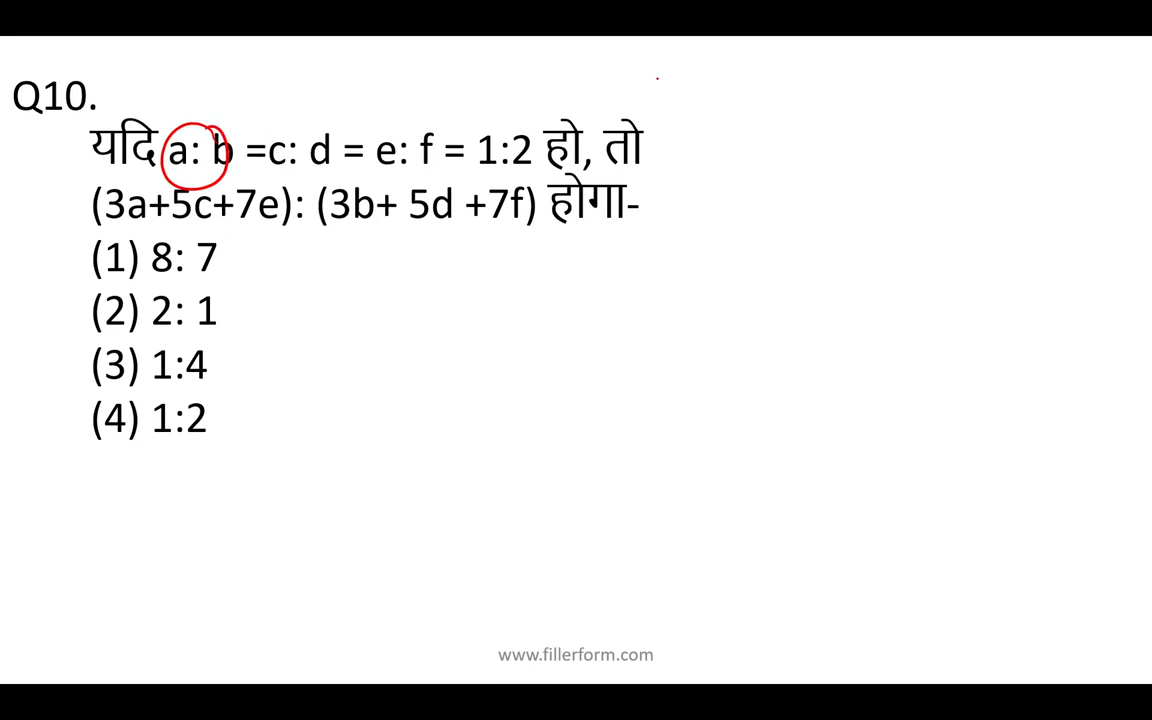 Q10.
यदि a: b =c: d = e: f = 1:2 हो, तो
(3a+5c+7e): (3b+ 5d +7f) होगा-
(1) 8: 7
(2) 2: 1
(3) 1:4
(4) 1:2
www.fillerform.com